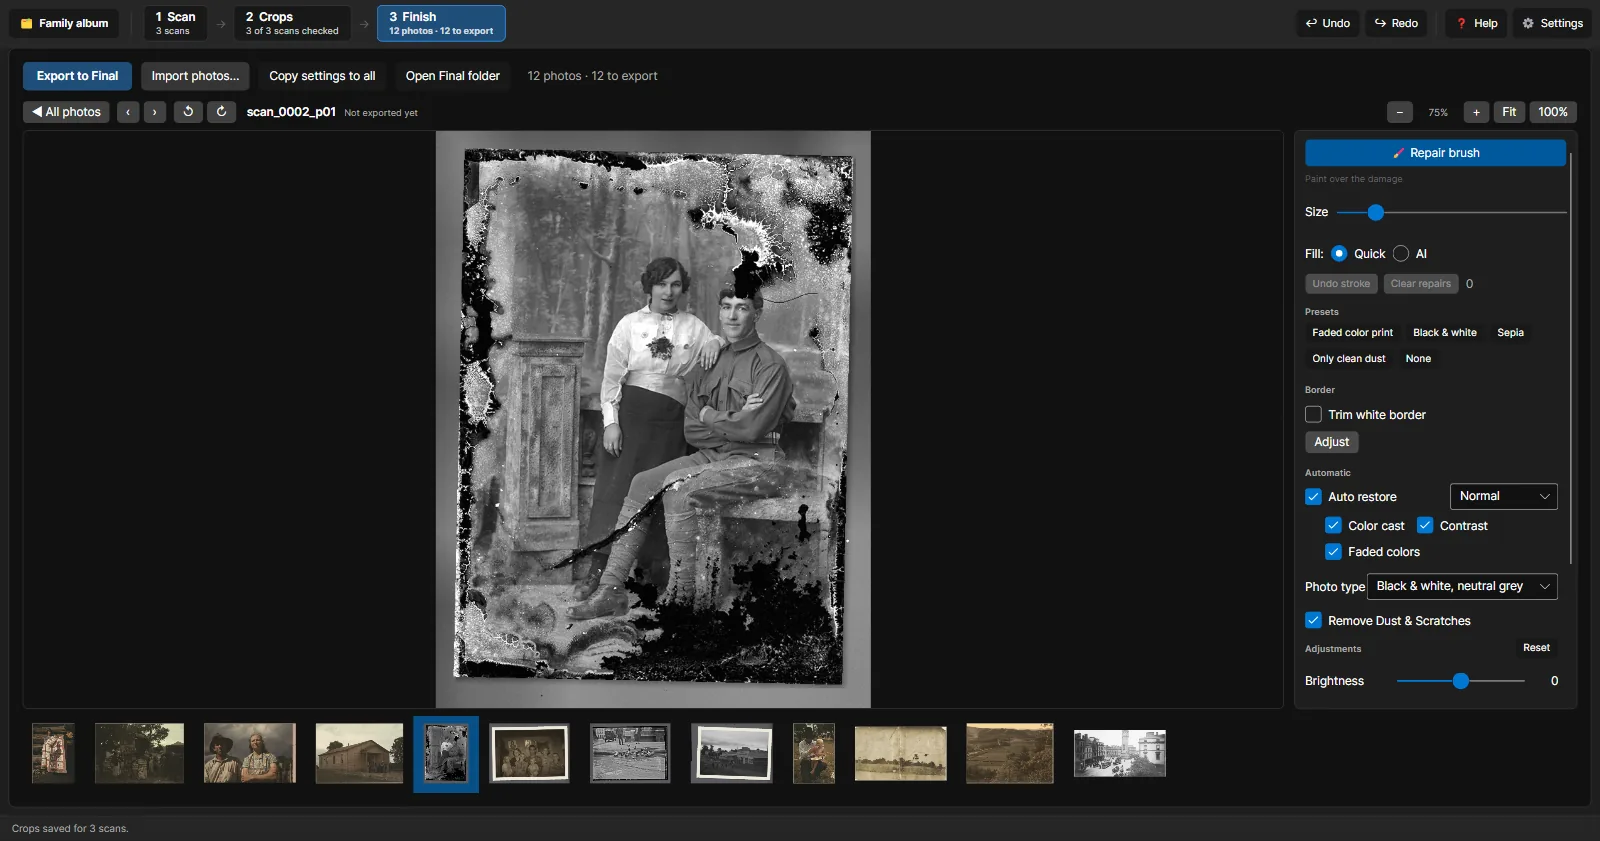 Family album
1 Scan
3 scans
→
2 Crops
3 of 3 scans checked
→
3 Finish
12 photos · 12 to export
Undo
Redo
Help
Settings
Export to Final
Import photos...
Copy settings to all
Open Final folder
12 photos · 12 to export
All photos
‹
›
scan_0002_p01
Not exported yet
−
75%
+
Fit
100%
Repair brush
Paint over the damage
Size
Fill:
Quick
AI
Undo stroke
Clear repairs
0
Presets
Faded color print
Black & white
Sepia
Only clean dust
None
Border
Trim white border
Adjust
Automatic
Auto restore
Normal
Color cast
Contrast
Faded colors
Photo type
Black & white, neutral grey
Remove Dust & Scratches
Adjustments
Reset
Brightness
0
Crops saved for 3 scans.